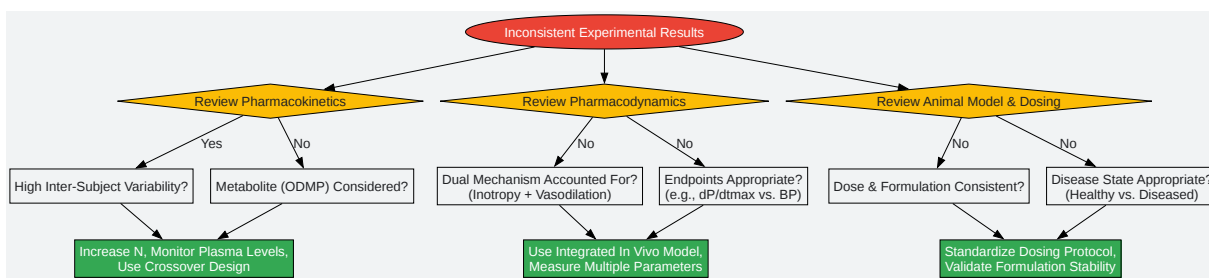 Inconsistent Experimental Results
Review Pharmacokinetics
Review Pharmacodynamics
Review Animal Model & Dosing
Yes
No
No
No
No
No
High Inter-Subject Variability?
Metabolite (ODMP) Considered?
Dual Mechanism Accounted For?
(Inotropy + Vasodilation)
Endpoints Appropriate?
(e.g., dP/dtmax vs. BP)
Dose & Formulation Consistent?
Disease State Appropriate?
(Healthy vs. Diseased)
Increase N, Monitor Plasma Levels,
Use Crossover Design
Use Integrated In Vivo Model,
Measure Multiple Parameters
Standardize Dosing Protocol,
Validate Formulation Stability